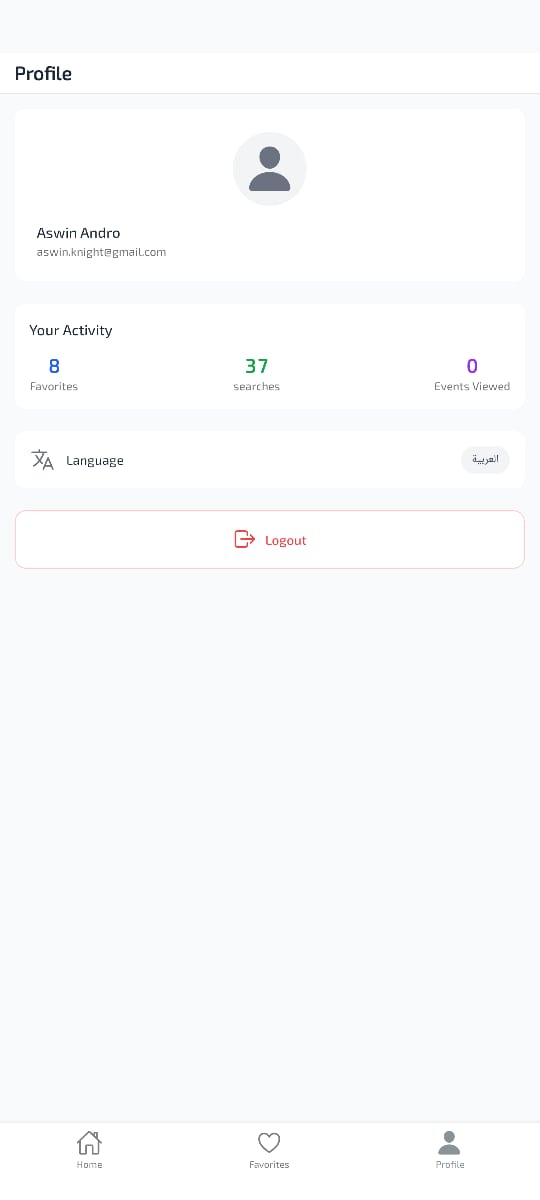 Profile
Aswin Andro
aswin.knight@gmail.com
Your Activity
8
Favorites
37
searches
0
Events Viewed
Language
العربية
Logout
Home
Favorites
Profile